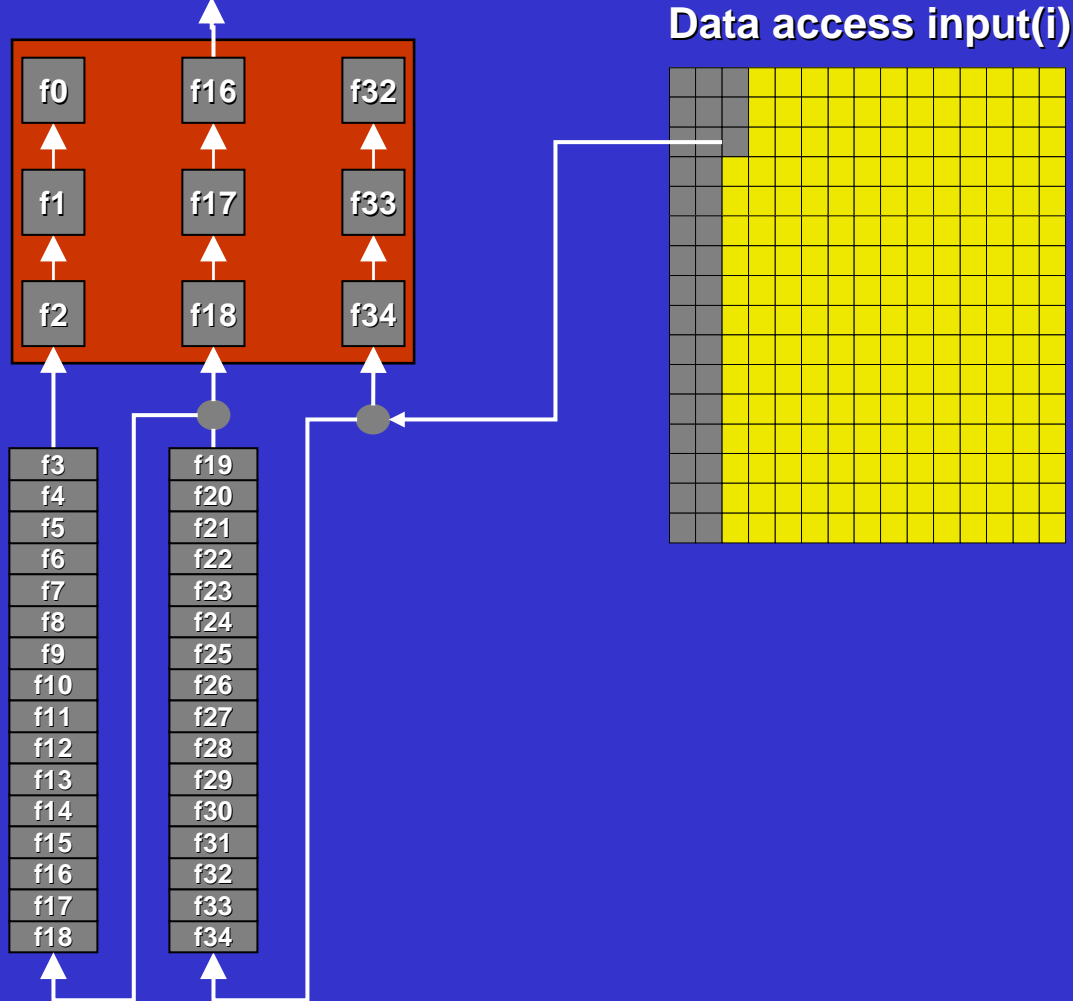 Data access input(i)
f0 f16 f32
f1 f17 f33
f2 f18 f34
f3 f19
f4 f20
f5 f21
f6 f22
f7 f23
f8 f24
f9 f25
f10 f26
f11 f27
f12 f28
f13 f29
f14 f30
f15 f31
f16 f32
f17 f33
f18 f34